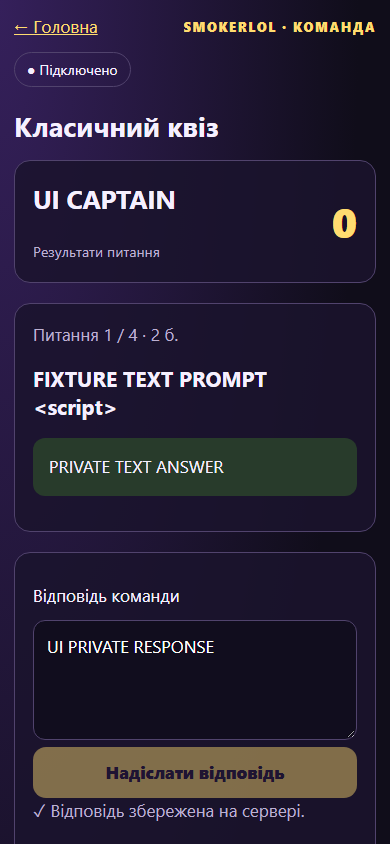 ← Головна
SMOKERLOL · КОМАНДА
● Підключено
Класичний квіз
UI CAPTAIN
0
Результати питання
Питання 1 / 4 · 2 б.
FIXTURE TEXT PROMPT
<script>
PRIVATE TEXT ANSWER
Відповідь команди
UI PRIVATE RESPONSE
Надіслати відповідь
✓ Відповідь збережена на сервері.